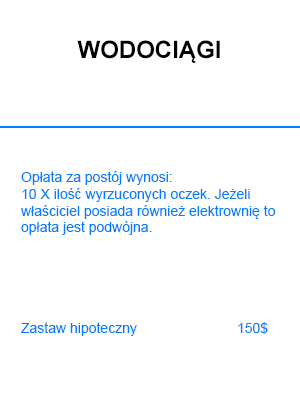 WODOCIĄGI
Opłata za postój wynosi:
10 X ilość wyrzuconych oczek. Jeżeli
właściciel posiada również elektrownię to
opłata jest podwójna.
Zastaw hipoteczny 150$